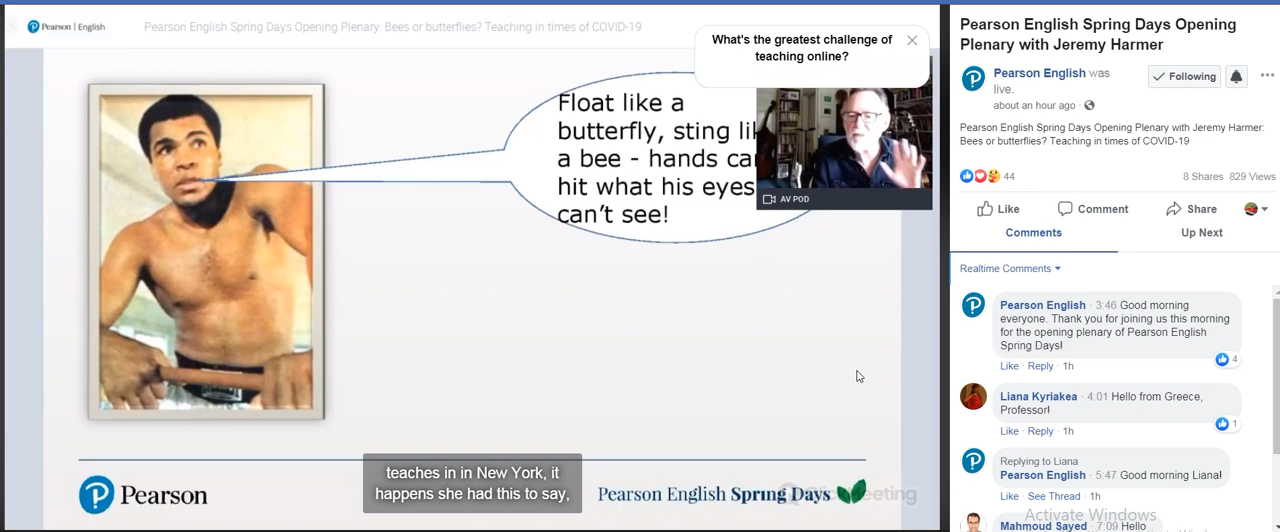 Pearson | English
Pearson English Spring Days Opening Plenary. Bees or butterflies? Teaching in times of COVID-19
What's the greatest challenge of
teaching online?
Float like a
butterfly, sting
a bee - hands
hit what his eyes
can't see!
AV POD
teaches in in New York, it
happens she had this to say,
Pearson
Pearson English Spring Days
ClickMeeting
Pearson English Spring Days Opening
Plenary with Jeremy Harmer
Pearson English was
live.
about an hour ago ·
Following
Pearson English Spring Days Opening Plenary with Jeremy Harmer:
Bees or butterflies? Teaching in times of COVID-19
44
8 Shares 829 Views
Like Comment Share
Comments Up Next
Realtime Comments
Pearson English · 3:46 Good morning
everyone. Thank you for joining us this morning
for the opening plenary of Pearson English
Spring Days!
4
Like · Reply · 1h
Liana Kyriakea · 4:01 Hello from Greece,
Professor!
1
Like · Reply · 1h
Replying to Liana
Pearson English · 5:47 Good morning Liana!
Like · See Thread · 1h
Activate Windows
Mahmoud Sayed · 7:09 Hello